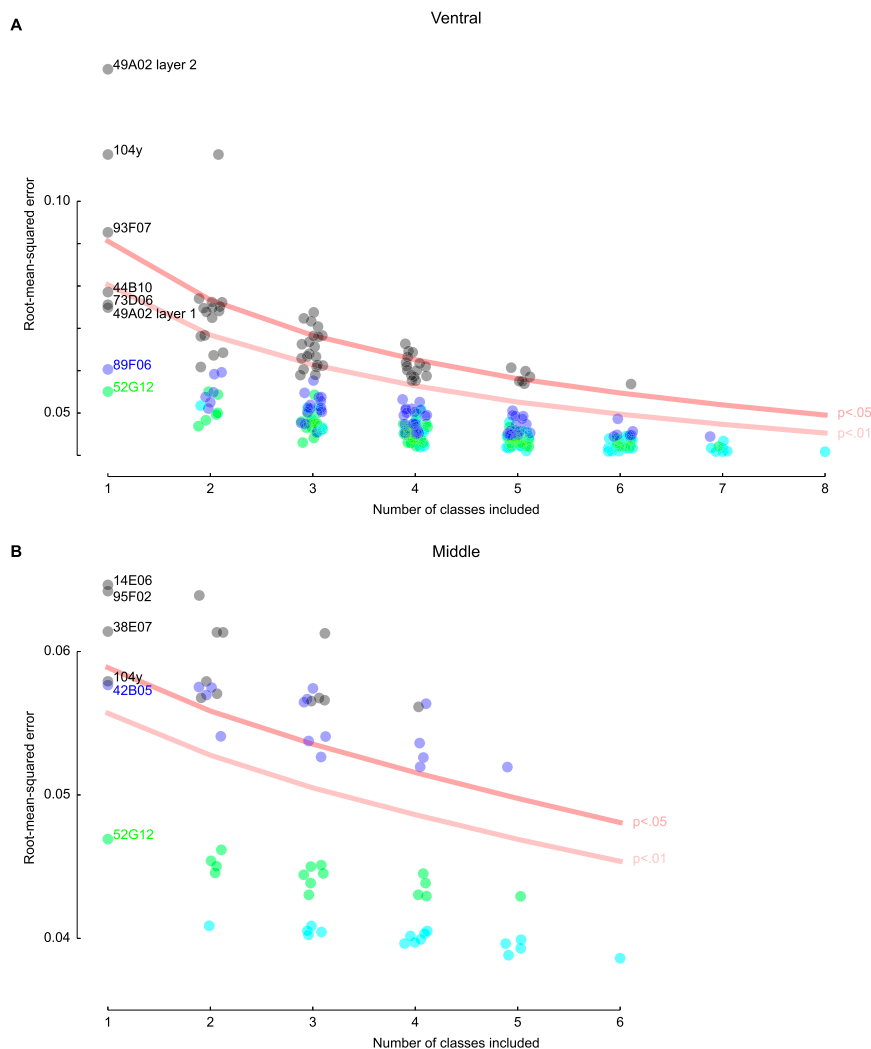 A
Ventral
49A02 layer 2
104y
0.10
93F07
Root-mean-squared error
44B10
73D06
49A02 layer 1
89F06
52G12
0.05
p<.05
p<.01
1 2 3 4 5 6 7 8
Number of classes included
B
Middle
14E06
95F02
38E07
0.06
104y
42B05
Root-mean-squared error
0.05
p<.05
52G12
p<.01
0.04
1 2 3 4 5 6
Number of classes included